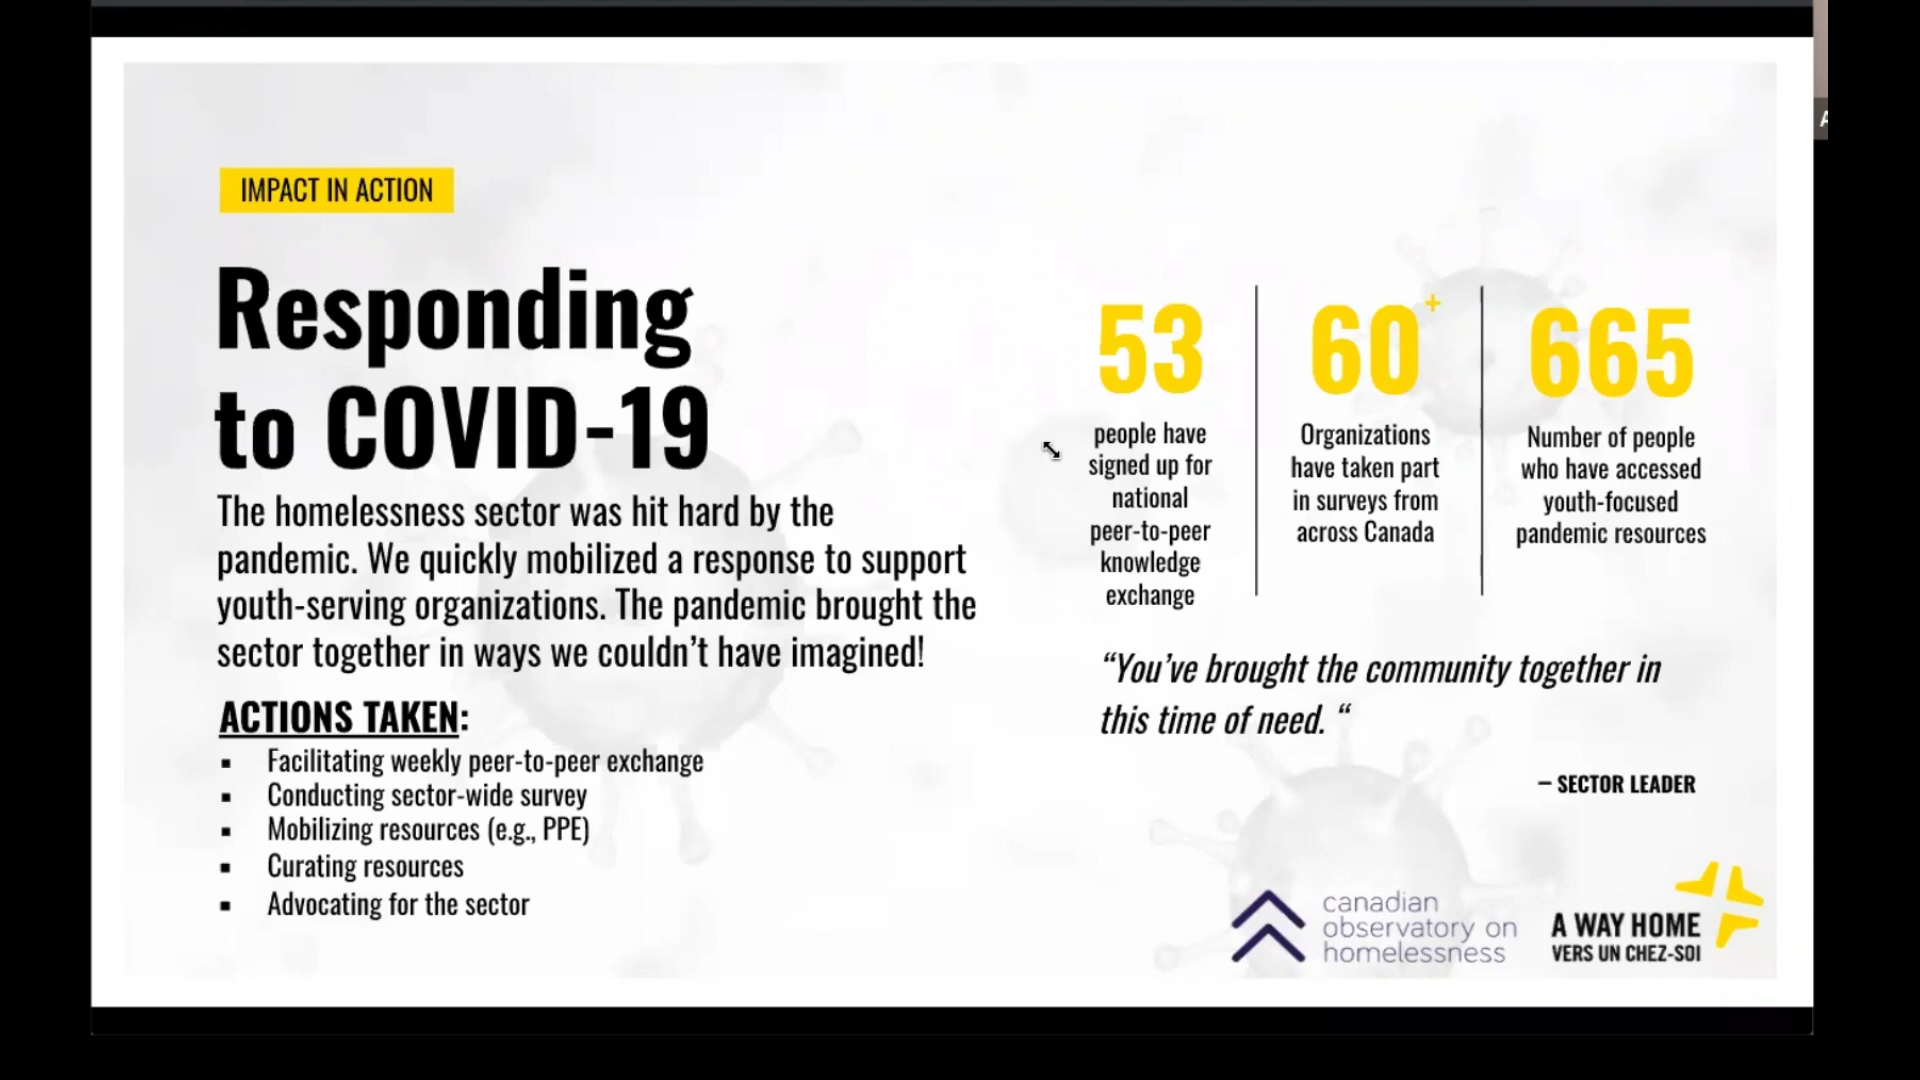 IMPACT IN ACTION
Responding
to COVID-19
The homelessness sector was hit hard by the
pandemic. We quickly mobilized a response to support
youth-serving organizations. The pandemic brought the
sector together in ways we couldn’t have imagined!
ACTIONS TAKEN:
▪ Facilitating weekly peer-to-peer exchange
▪ Conducting sector-wide survey
▪ Mobilizing resources (e.g., PPE)
▪ Curating resources
▪ Advocating for the sector
53
people have
signed up for
national
peer-to-peer
knowledge
exchange
60+
Organizations
have taken part
in surveys from
across Canada
665
Number of people
who have accessed
youth-focused
pandemic resources
“You’ve brought the community together in
this time of need. “
– SECTOR LEADER
canadian
observatory on
homelessness
A WAY HOME
VERS UN CHEZ-SOI